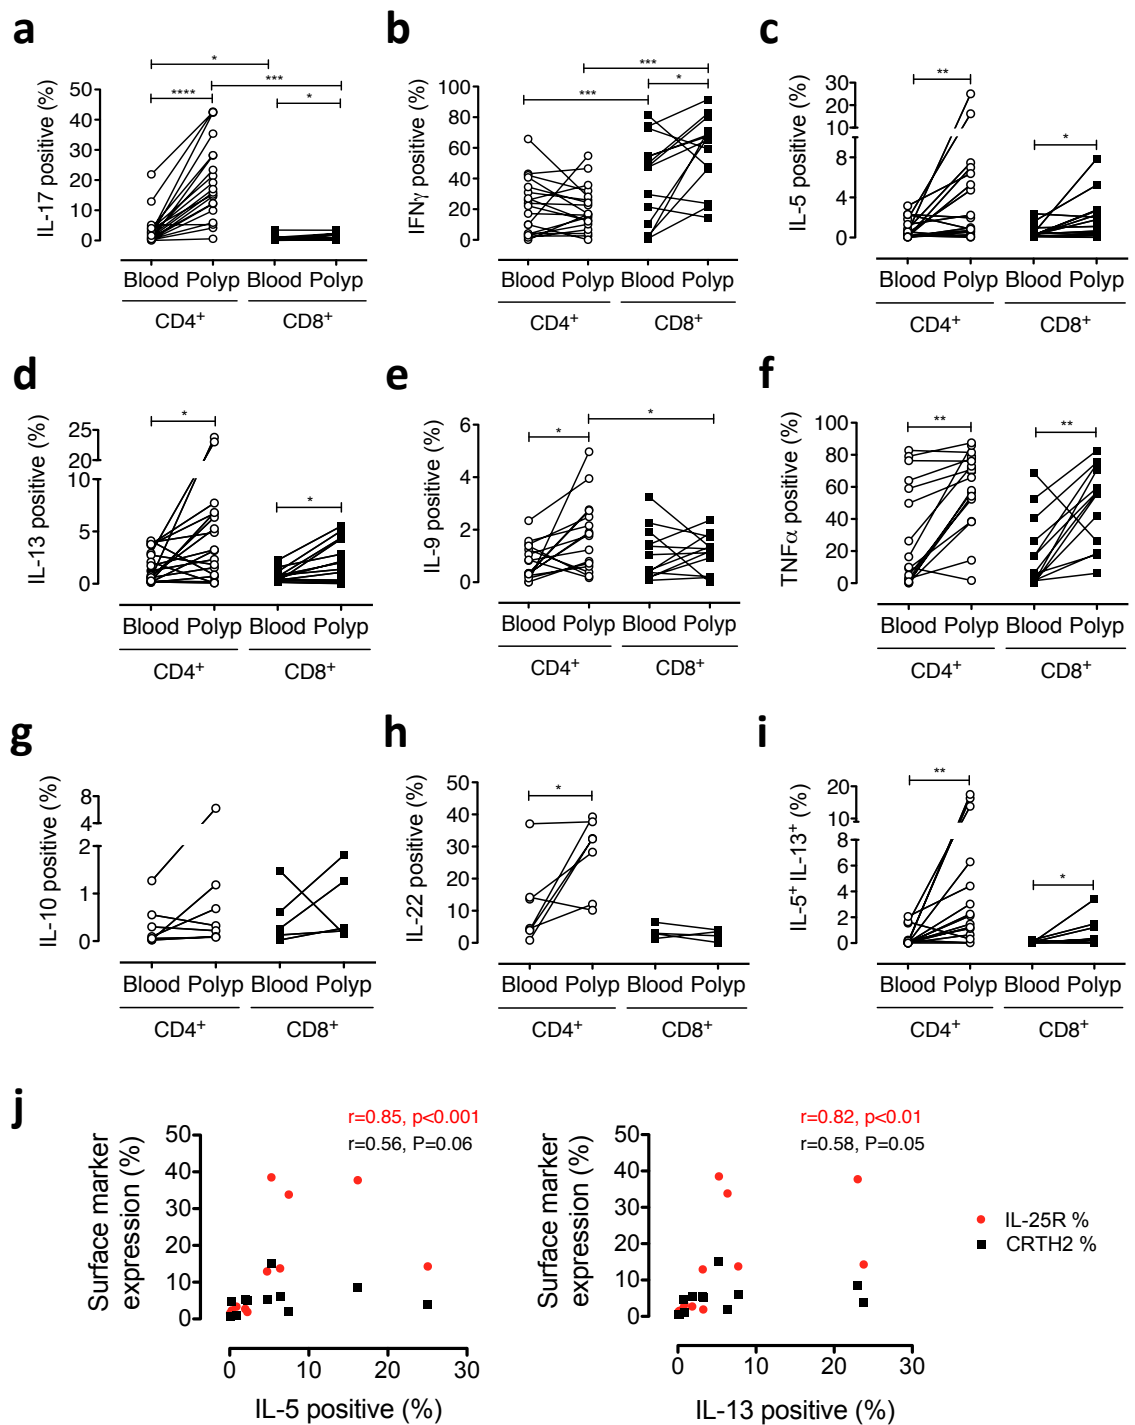 a
b
c
IL-17 positive (%)
50
40
30
20
10
0
*
****
***
*
Blood Polyp Blood Polyp
CD4+ CD8+
IFNγ positive (%)
100
80
60
40
20
0
***
***
*
Blood Polyp Blood Polyp
CD4+ CD8+
IL-5 positive (%)
30
20
10
8
4
0
**
*
Blood Polyp Blood Polyp
CD4+ CD8+
d
e
f
IL-13 positive (%)
25
20
10
5
0
*
*
Blood Polyp Blood Polyp
CD4+ CD8+
IL-9 positive (%)
6
4
2
0
*
*
Blood Polyp Blood Polyp
CD4+ CD8+
TNFα positive (%)
100
80
60
40
20
0
**
**
Blood Polyp Blood Polyp
CD4+ CD8+
g
h
i
IL-10 positive (%)
8
4
2
1
0
Blood Polyp Blood Polyp
CD4+ CD8+
IL-22 positive (%)
50
40
30
20
10
0
*
Blood Polyp Blood Polyp
CD4+ CD8+
IL-5+ IL-13+ (%)
20
10
8
6
4
2
0
**
*
Blood Polyp Blood Polyp
CD4+ CD8+
j
r=0.85, p<0.001
r=0.56, P=0.06
Surface marker
expression (%)
50
40
30
20
10
0
0 10 20 30
IL-5 positive (%)
r=0.82, p<0.01
r=0.58, P=0.05
Surface marker
expression (%)
50
40
30
20
10
0
0 10 20 30
IL-13 positive (%)
IL-25R %
CRTH2 %